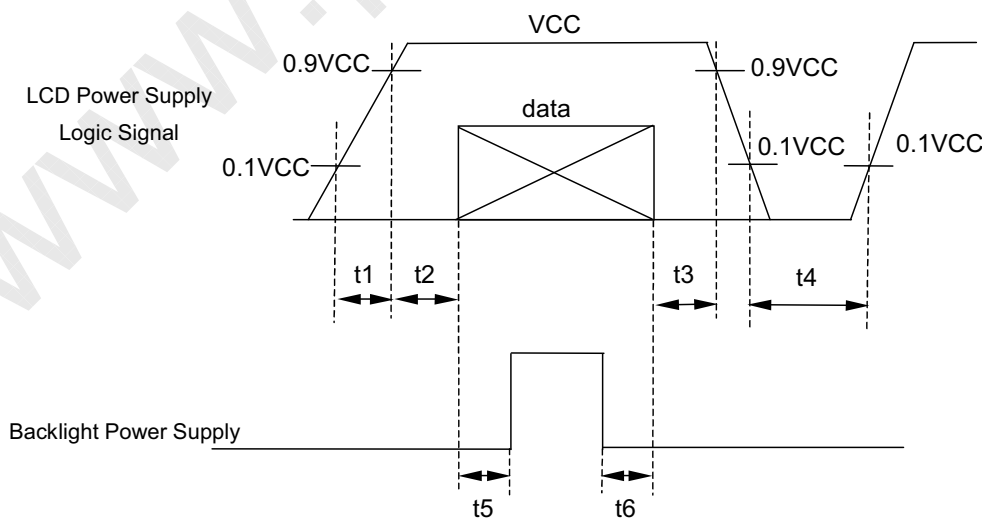 VCC
0.9VCC
0.9VCC
LCD Power Supply
Logic Signal
data
0.1VCC
0.1VCC
0.1VCC
t1
t2
t3
t4
Backlight Power Supply
t5
t6
www.